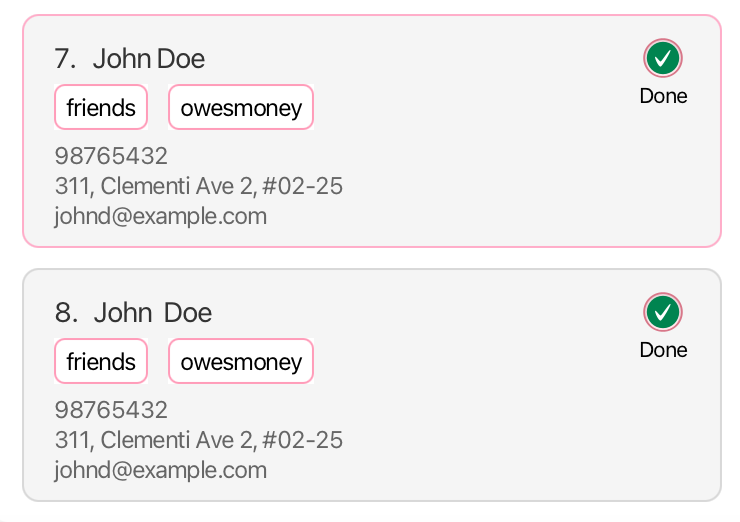 7. John Doe
Done
friends owesmoney
98765432
311, Clementi Ave 2, #02-25
johnd@example.com
8. John  Doe
Done
friends owesmoney
98765432
311, Clementi Ave 2, #02-25
johnd@example.com